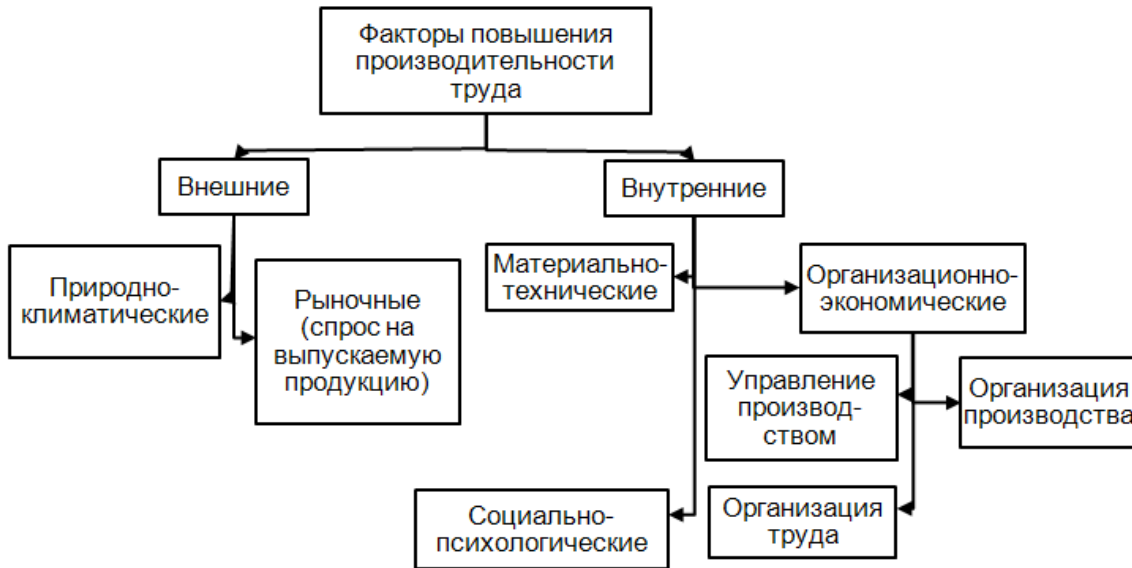 Факторы повышения
производительности
труда
Внешние
Внутренние
Природно-
климатические
Рыночные
(спрос на
выпускаемую
продукцию)
Материально-
технические
Организационно-
экономические
Управление
производ-
ством
Организация
производства
Социально-
психологические
Организация
труда